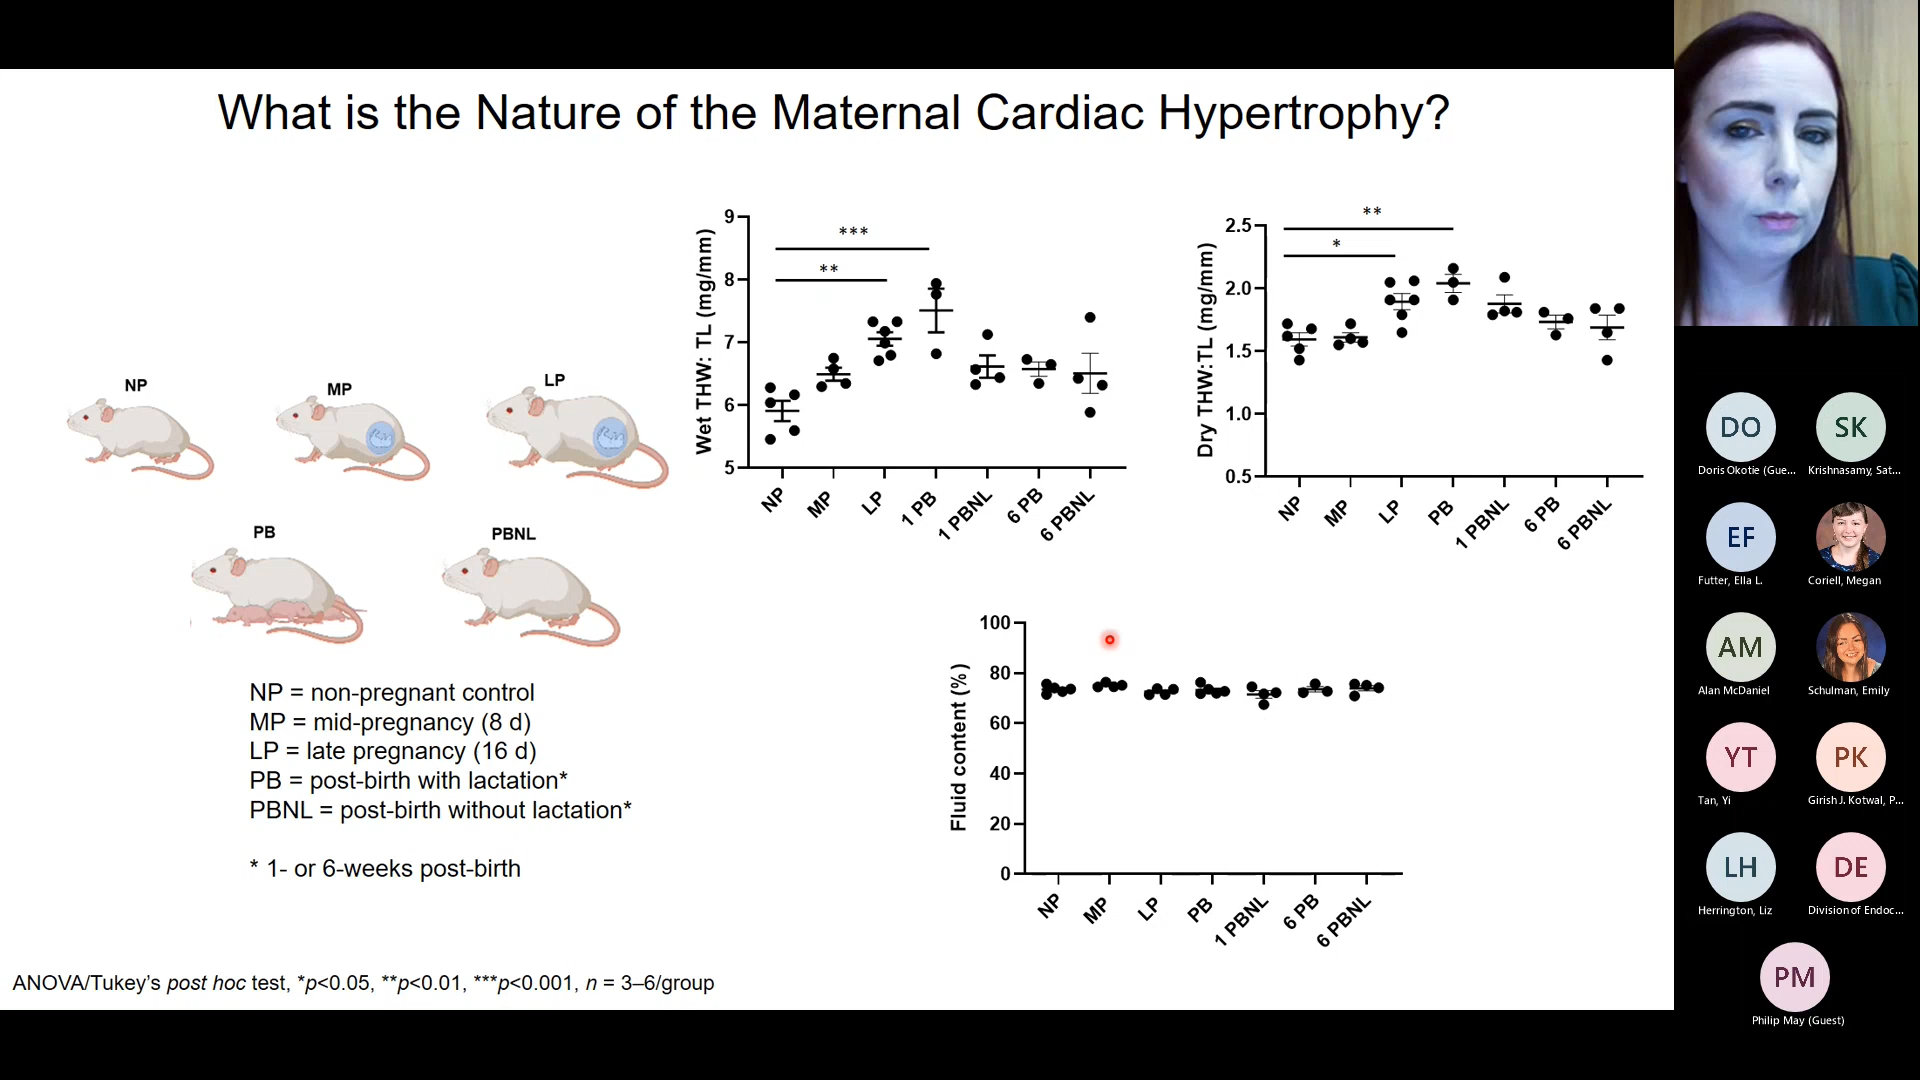 What is the Nature of the Maternal Cardiac Hypertrophy?
NP
MP
LP
PB
PBNL
NP = non-pregnant control
MP = mid-pregnancy (8 d)
LP = late pregnancy (16 d)
PB = post-birth with lactation*
PBNL = post-birth without lactation*
* 1- or 6-weeks post-birth
Wet THW: TL (mg/mm)
9
8
7
6
5
***
**
NP
MP
LP
1 PB
1 PBNL
6 PB
6 PBNL
Dry THW:TL (mg/mm)
2.5
2.0
1.5
1.0
0.5
**
*
NP
MP
LP
PB
1 PBNL
6 PB
6 PBNL
Fluid content (%)
100
80
60
40
20
0
NP
MP
LP
PB
1 PBNL
6 PB
6 PBNL
ANOVA/Tukey's post hoc test, *p<0.05, **p<0.01, ***p<0.001, n = 3–6/group
DO
Doris Okotie (Gue...
SK
Krishnasamy, Sat...
EF
Futter, Ella L.
Coriell, Megan
AM
Alan McDaniel
Schulman, Emily
YT
Tan, Yi
PK
Girish J. Kotwal, P...
LH
Herrington, Liz
DE
Division of Endoc...
PM
Philip May (Guest)